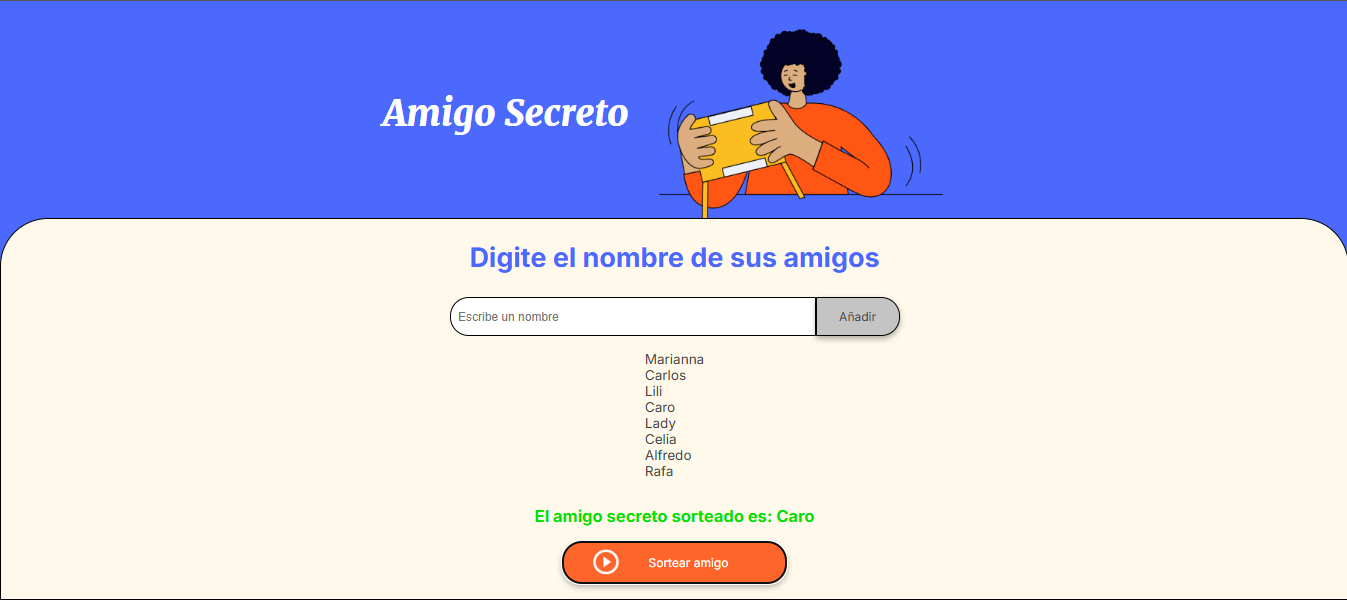 Amigo Secreto
Digite el nombre de sus amigos
Escribe un nombre
Añadir
Marianna
Carlos
Lili
Caro
Lady
Celia
Alfredo
Rafa
El amigo secreto sorteado es: Caro
Sortear amigo